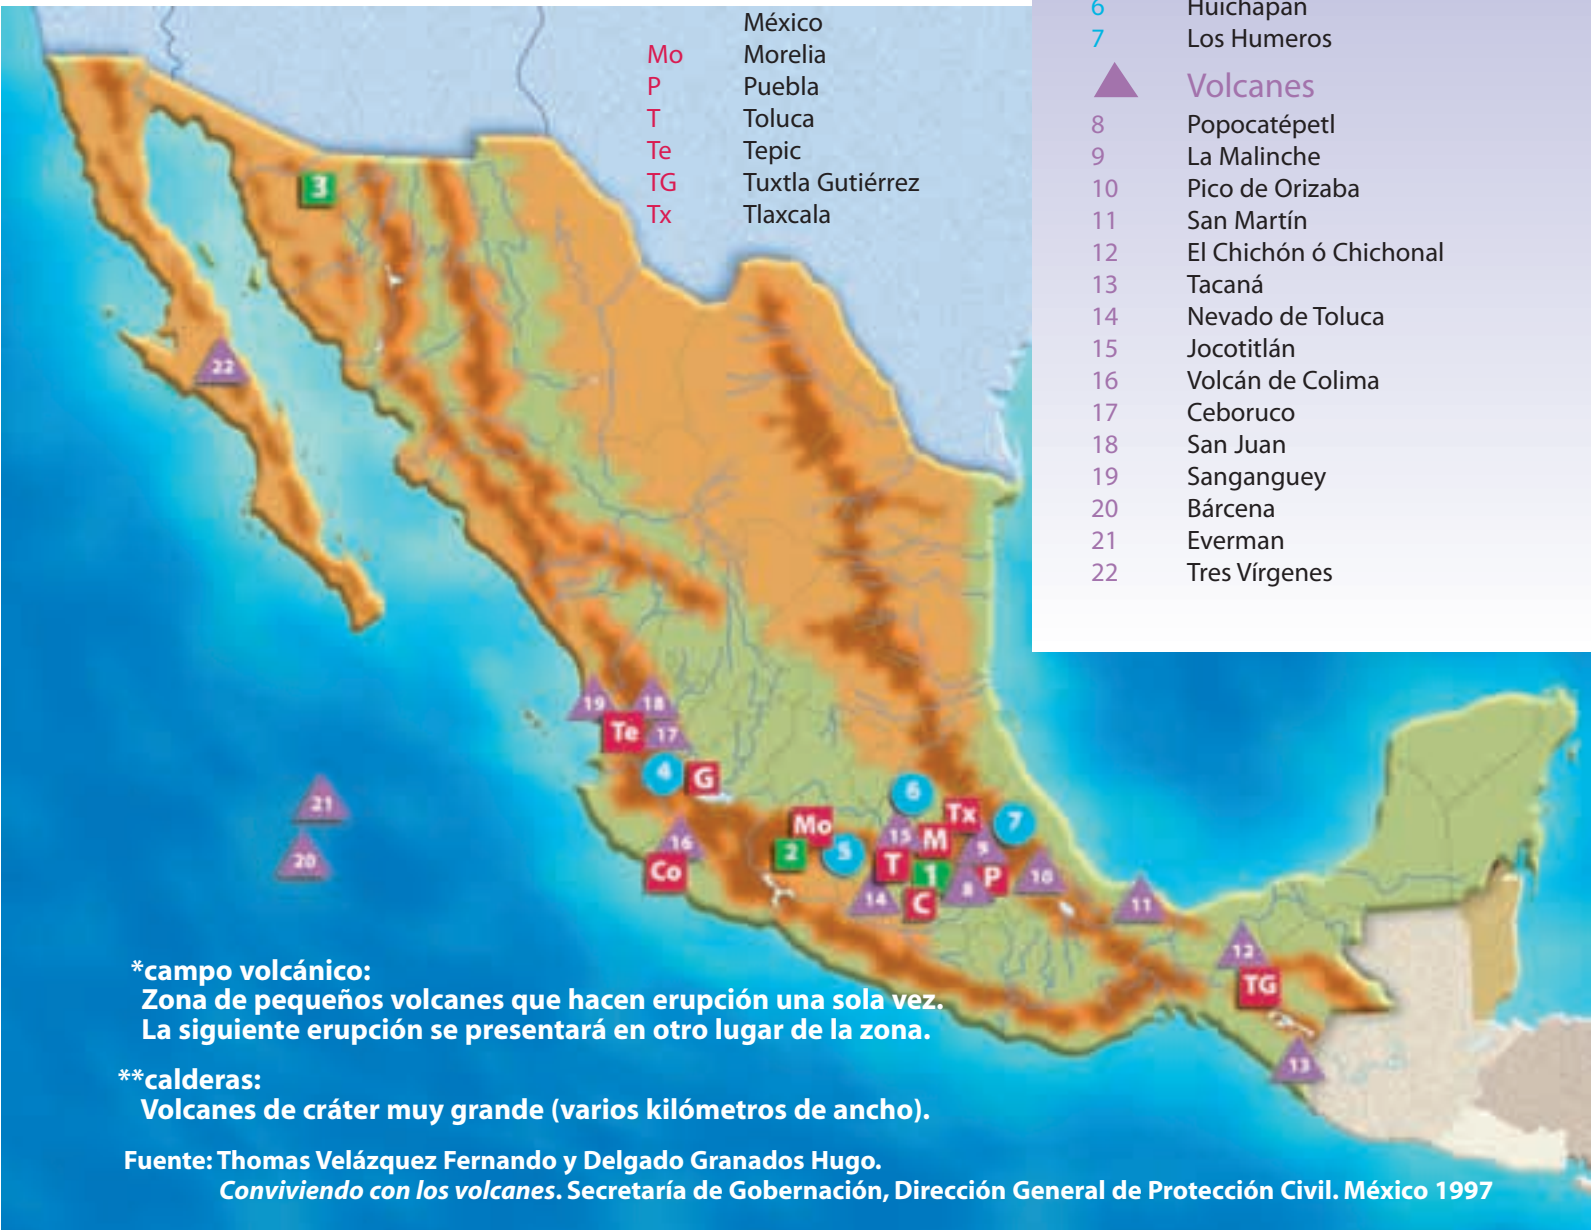 México
Mo Morelia
P Puebla
T Toluca
Te Tepic
TG Tuxtla Gutiérrez
Tx Tlaxcala
6 Huichapan
7 Los Humeros
Volcanes
8 Popocatépetl
9 La Malinche
10 Pico de Orizaba
11 San Martín
12 El Chichón ó Chichonal
13 Tacaná
14 Nevado de Toluca
15 Jocotitlán
16 Volcán de Colima
17 Ceboruco
18 San Juan
19 Sanganguey
20 Bárcena
21 Everman
22 Tres Vírgenes
3
22
19
18
Te
17
4
G
21
20
16
Co
Mo
2
5
6
15
M
Tx
7
T
1
9
14
C
8
P
10
11
12
TG
13
*campo volcánico:
Zona de pequeños volcanes que hacen erupción una sola vez.
La siguiente erupción se presentará en otro lugar de la zona.
**calderas:
Volcanes de cráter muy grande (varios kilómetros de ancho).
Fuente: Thomas Velázquez Fernando y Delgado Granados Hugo.
Conviviendo con los volcanes. Secretaría de Gobernación, Dirección General de Protección Civil. México 1997